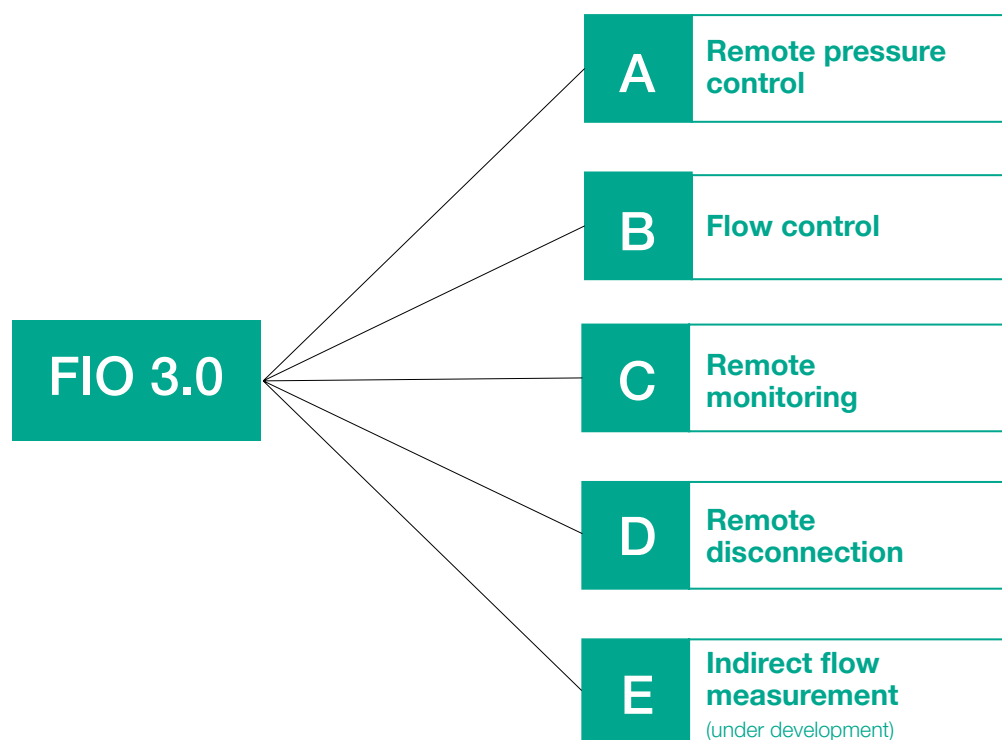 A
Remote pressure
control
B
Flow control
FIO 3.0
C
Remote
monitoring
D
Remote
disconnection
E
Indirect flow
measurement
(under development)